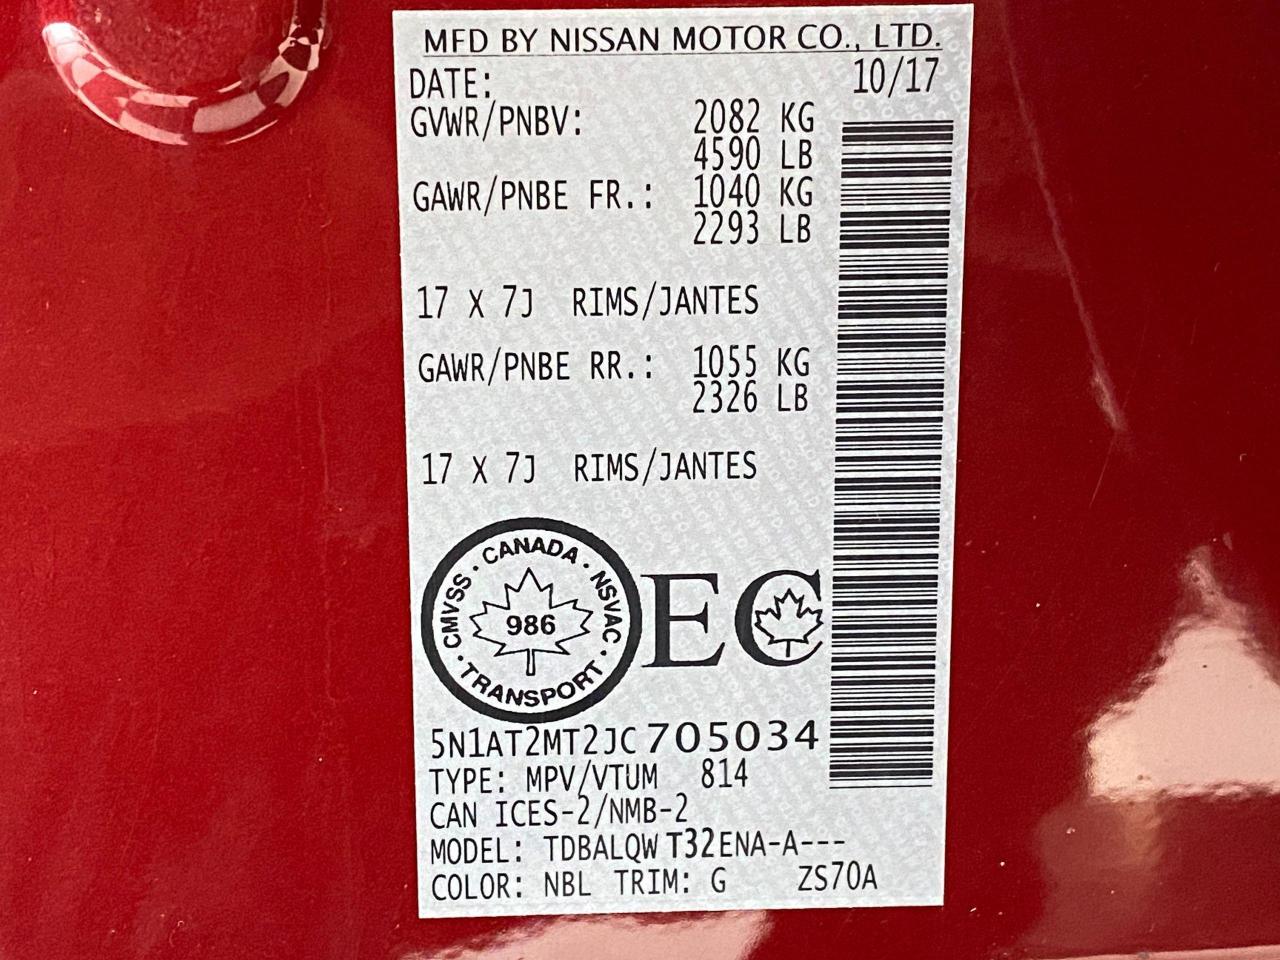 MFD BY NISSAN MOTOR CO., LTD.
DATE: 10/17
GVWR/PNBV: 2082 KG
4590 LB
GAWR/PNBE FR.: 1040 KG
2293 LB
17 X 7J RIMS/JANTES
GAWR/PNBE RR.: 1055 KG
2326 LB
17 X 7J RIMS/JANTES
CMVSS · CANADA · NSVAC · TRANSPORT ·
986
EC
5N1AT2MT2JC705034
TYPE: MPV/VTUM 814
CAN ICES-2/NMB-2
MODEL: TDBALQW T32ENA-A---
COLOR: NBL TRIM: G ZS70A